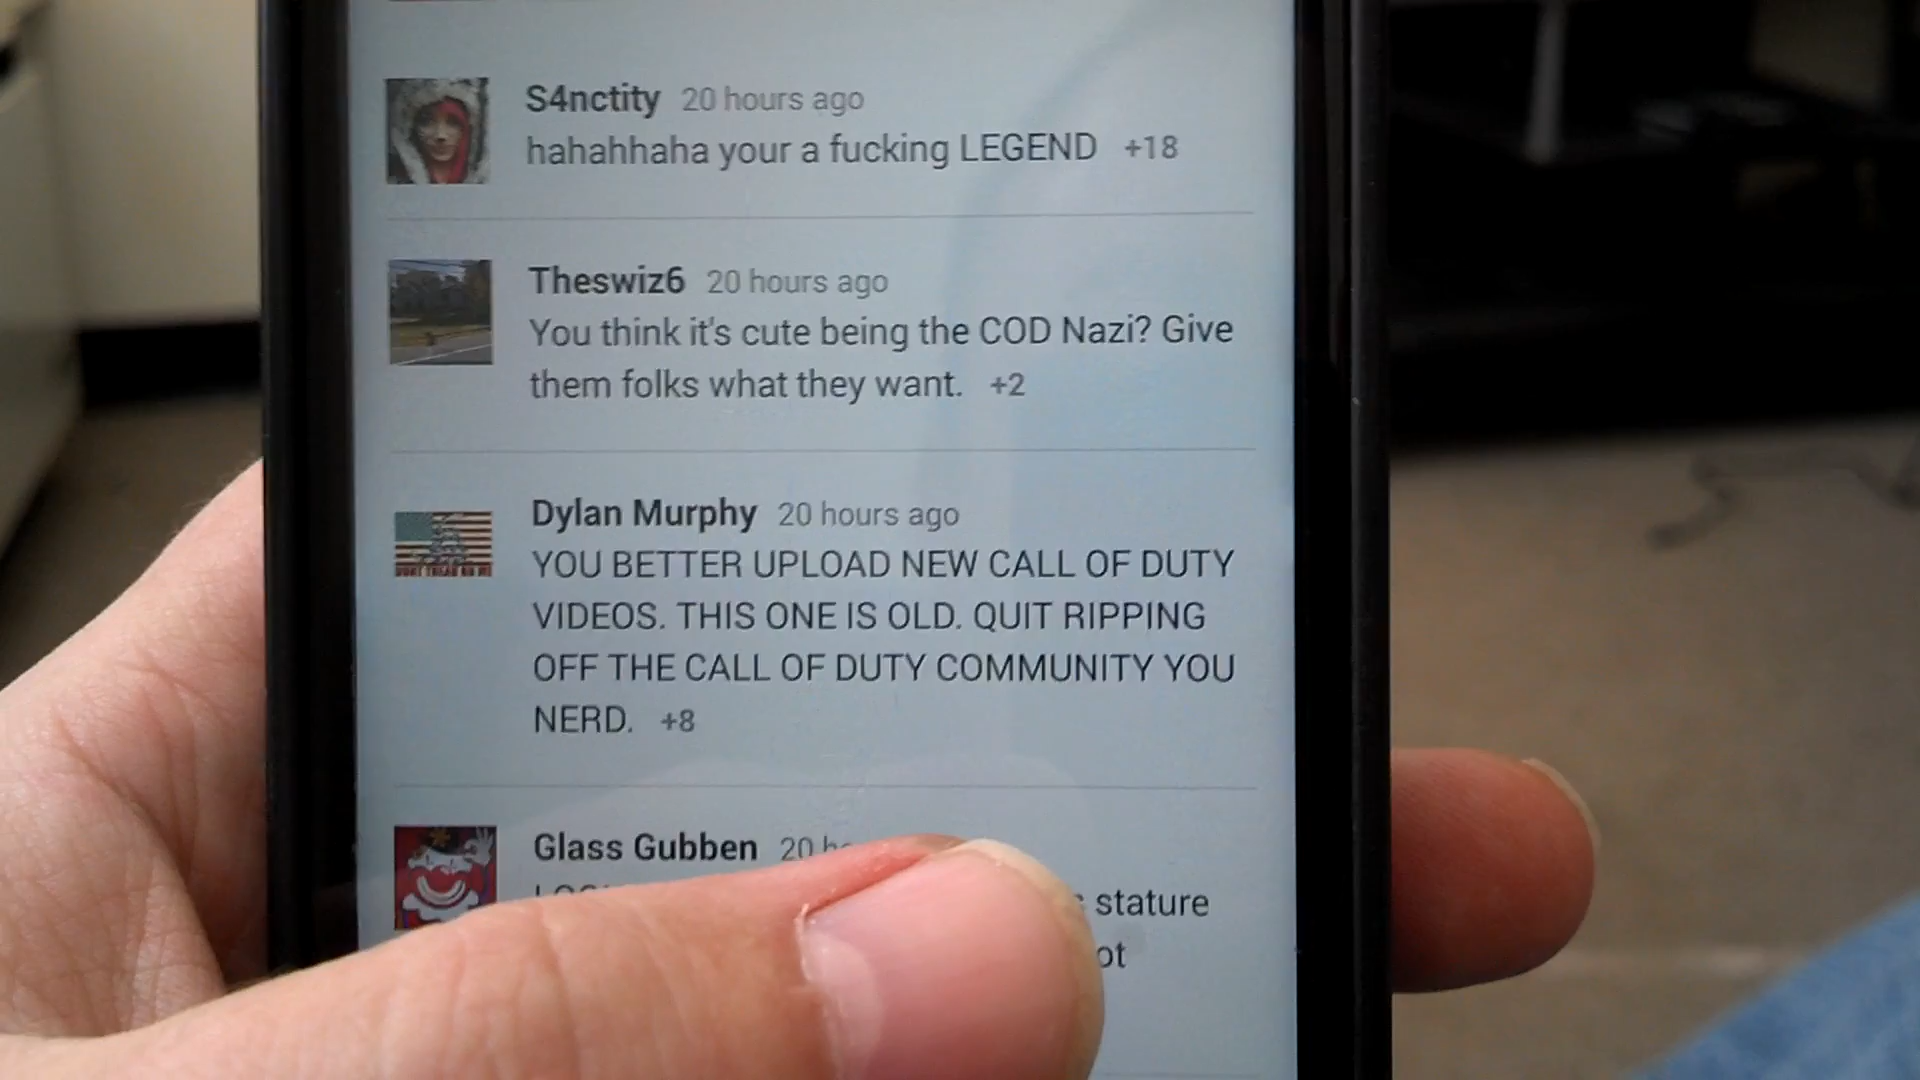 S4nctity 20 hours ago
hahahhaha your a fucking LEGEND +18
Theswiz6 20 hours ago
You think it's cute being the COD Nazi? Give
them folks what they want. +2
Dylan Murphy 20 hours ago
YOU BETTER UPLOAD NEW CALL OF DUTY
VIDEOS. THIS ONE IS OLD. QUIT RIPPING
OFF THE CALL OF DUTY COMMUNITY YOU
NERD. +8
Glass Gubben 20
stature